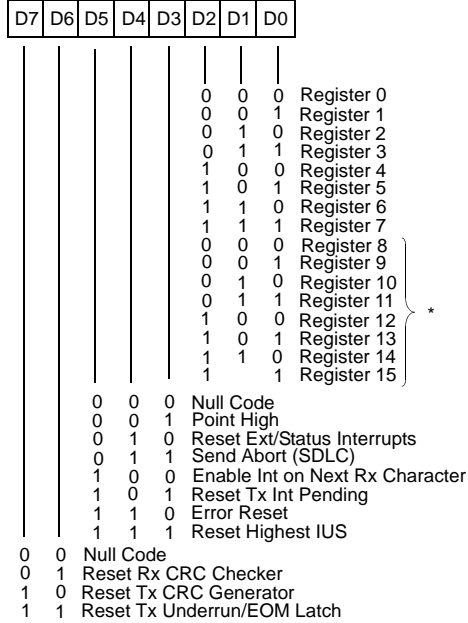 D7 D6 D5 D4 D3 D2 D1 D0
0 0 0 Register 0
0 0 1 Register 1
0 1 0 Register 2
0 1 1 Register 3
1 0 0 Register 4
1 0 1 Register 5
1 1 0 Register 6
1 1 1 Register 7
0 0 0 Register 8
0 0 1 Register 9
0 1 0 Register 10
0 1 1 Register 11
1 0 0 Register 12
1 0 1 Register 13
1 1 0 Register 14
1 1 Register 15
*
0 0 0 Null Code
0 0 1 Point High
0 1 0 Reset Ext/Status Interrupts
0 1 1 Send Abort (SDLC)
1 0 0 Enable Int on Next Rx Character
1 0 1 Reset Tx Int Pending
1 1 0 Error Reset
1 1 1 Reset Highest IUS
0 0 Null Code
0 1 Reset Rx CRC Checker
1 0 Reset Tx CRC Generator
1 1 Reset Tx Underrun/EOM Latch